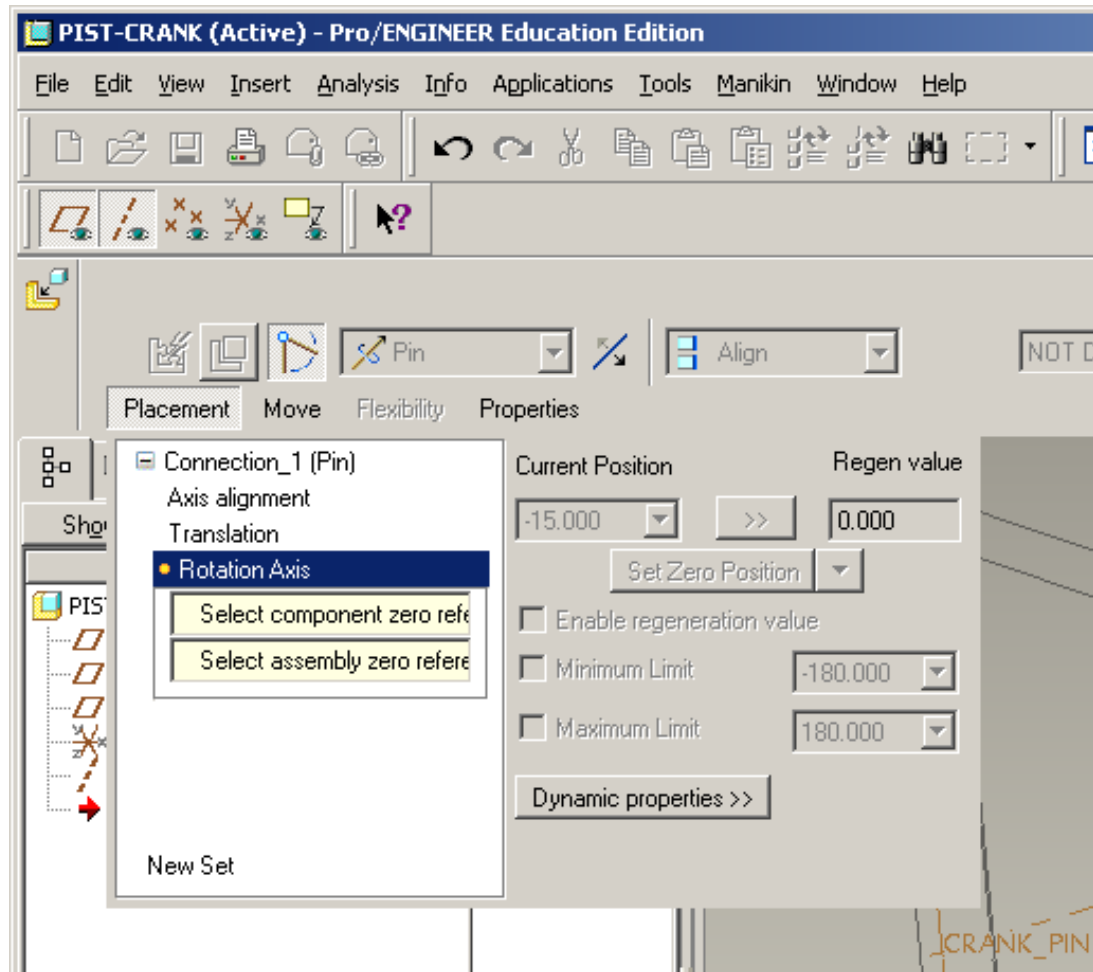 PIST-CRANK (Active) - Pro/ENGINEER Education Edition
File Edit View Insert Analysis Info Applications Tools Manikin Window Help
Pin Align NOT
Placement Move Flexibility Properties
Connection_1 (Pin)
Axis alignment
Translation
Rotation Axis
Select component zero refe
Select assembly zero refere
New Set
Current Position Regen value
-15.000 >> 0.000
Set Zero Position
Enable regeneration value
Minimum Limit -180.000
Maximum Limit 180.000
Dynamic properties >>
Sho
PIS
CRANK_PIN